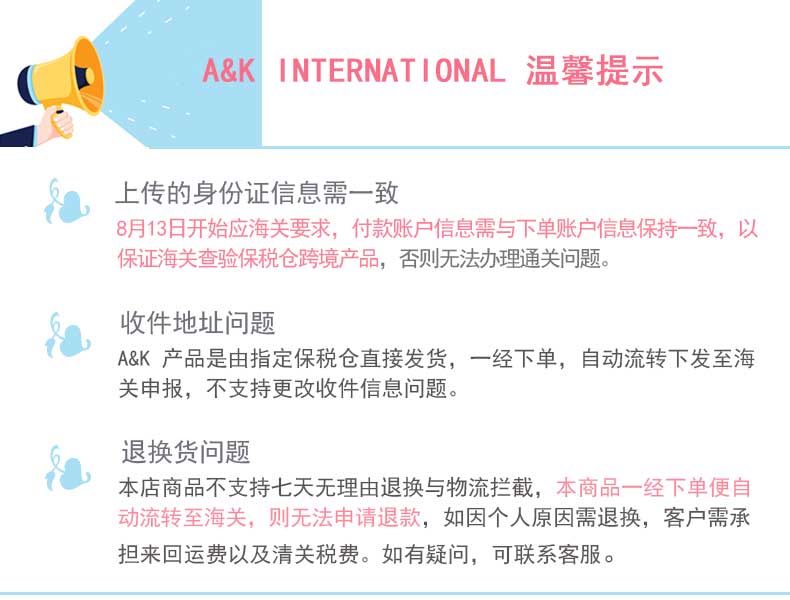 A&K INTERNATIONAL 温馨提示
上传的身份证信息需一致
8月13日开始应海关要求，付款账户信息需与下单账户信息保持一致，以
保证海关查验保税仓跨境产品，否则无法办理通关问题。
收件地址问题
A&K 产品是由指定保税仓直接发货，一经下单，自动流转下发至海
关申报，不支持更改收件信息问题。
退换货问题
本店商品不支持七天无理由退换与物流拦截，本商品一经下单便自
动流转至海关，则无法申请退款，如因个人原因需退换，客户需承
担来回运费以及清关税费。如有疑问，可联系客服。